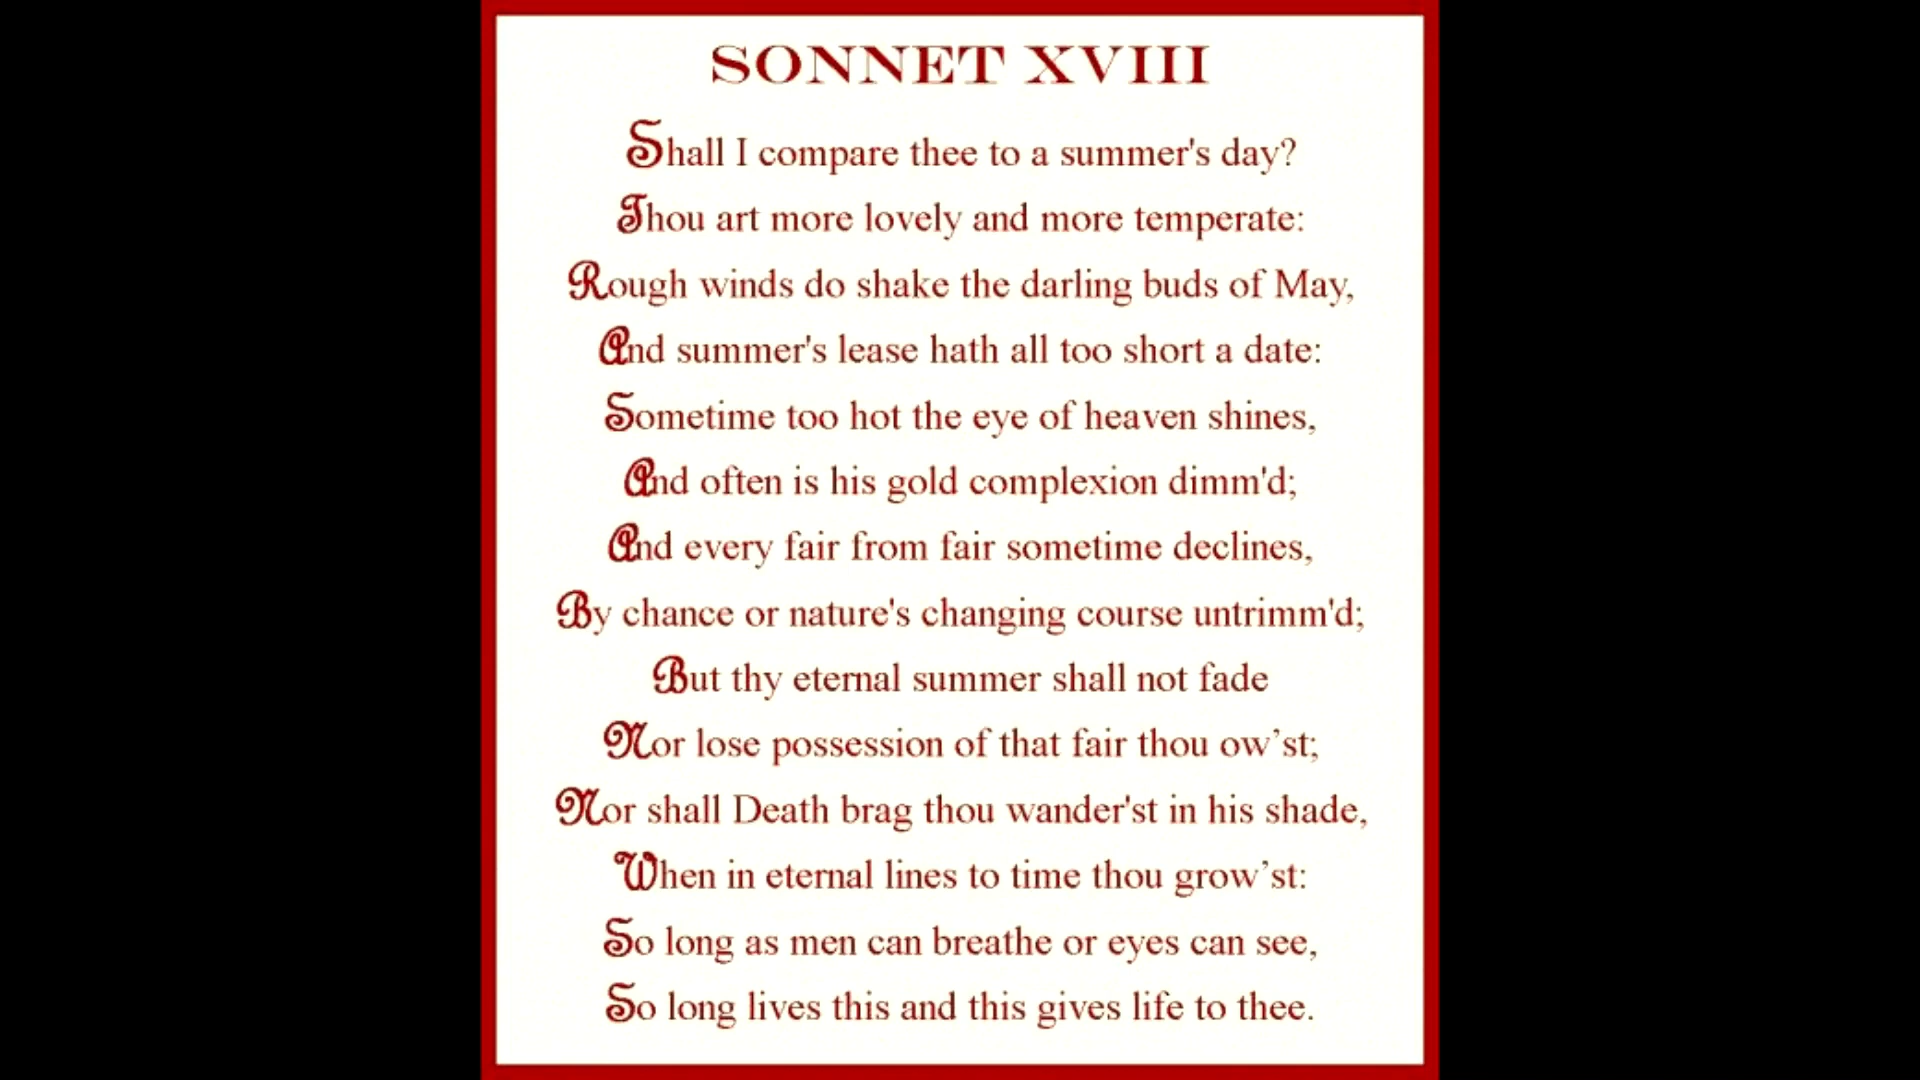 SONNET XVIII
Shall I compare thee to a summer's day?
Thou art more lovely and more temperate:
Rough winds do shake the darling buds of May,
And summer's lease hath all too short a date:
Sometime too hot the eye of heaven shines,
And often is his gold complexion dimm'd;
And every fair from fair sometime declines,
By chance or nature's changing course untrimm'd;
But thy eternal summer shall not fade
Nor lose possession of that fair thou ow’st;
Nor shall Death brag thou wander'st in his shade,
When in eternal lines to time thou grow’st:
So long as men can breathe or eyes can see,
So long lives this and this gives life to thee.